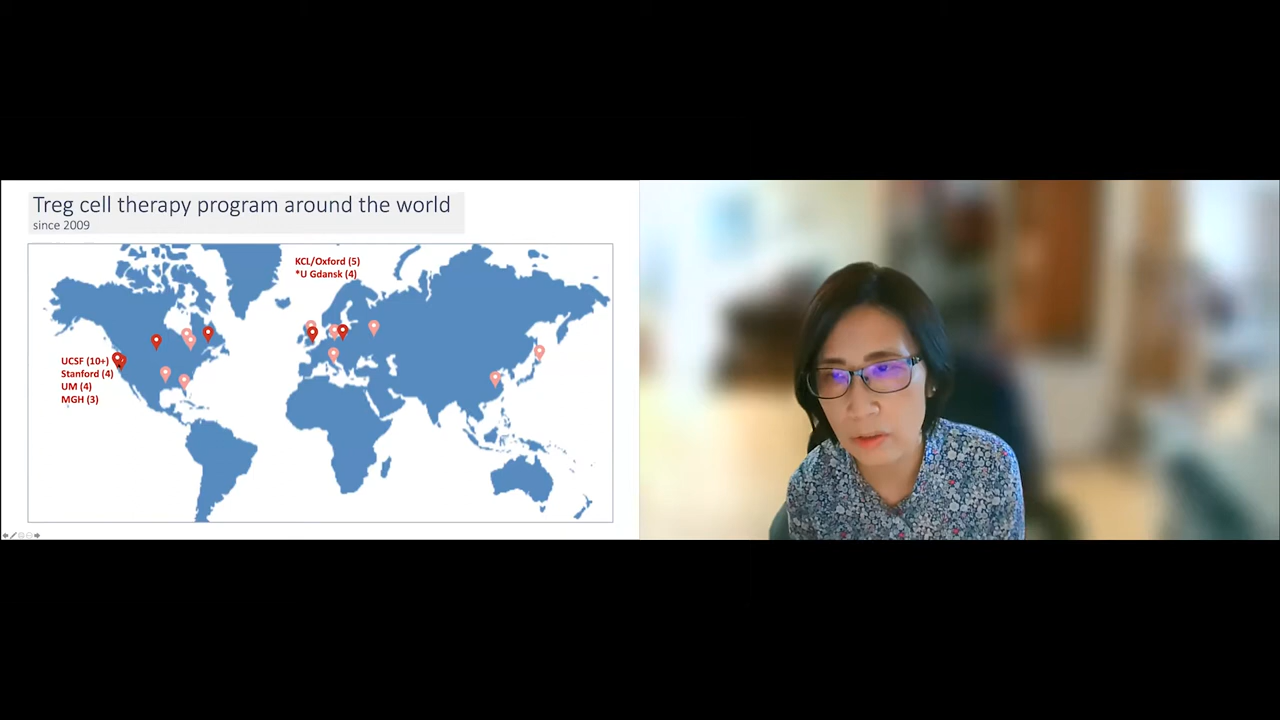 Treg cell therapy program around the world
since 2009
KCL/Oxford (5)
*U Gdansk (4)
UCSF (10+)
Stanford (4)
UM (4)
MGH (3)